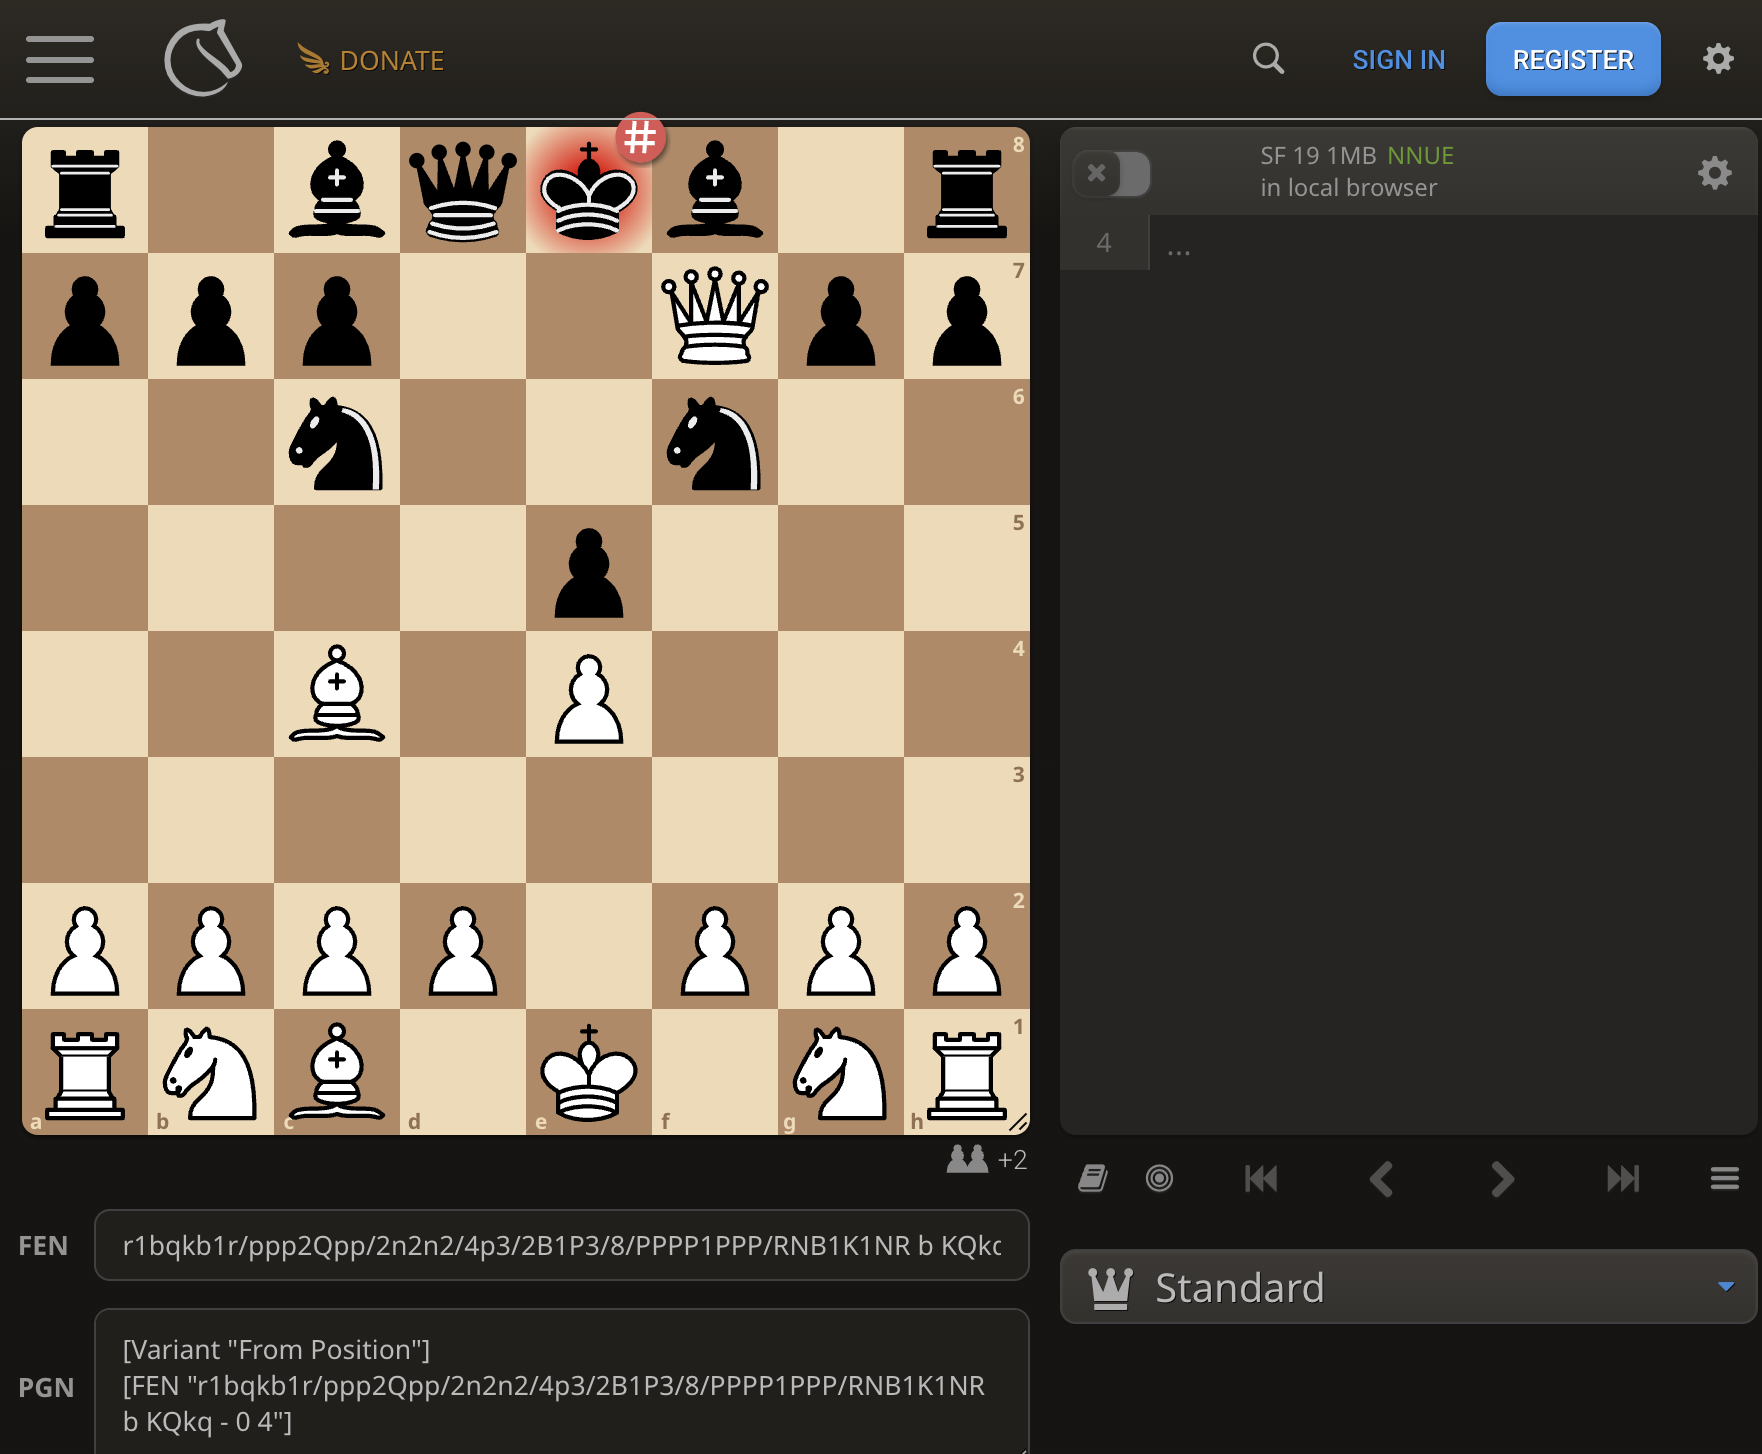 DONATE
SIGN IN
REGISTER
#
8
7
6
5
4
3
2
1
a b c d e f g h
+2
SF 19 1MB NNUE
in local browser
4 ...
FEN r1bqkb1r/ppp2Qpp/2n2n2/4p3/2B1P3/8/PPPP1PPP/RNB1K1NR b KQk
PGN
[Variant "From Position"]
[FEN "r1bqkb1r/ppp2Qpp/2n2n2/4p3/2B1P3/8/PPPP1PPP/RNB1K1NR
b KQkq - 0 4"]
Standard